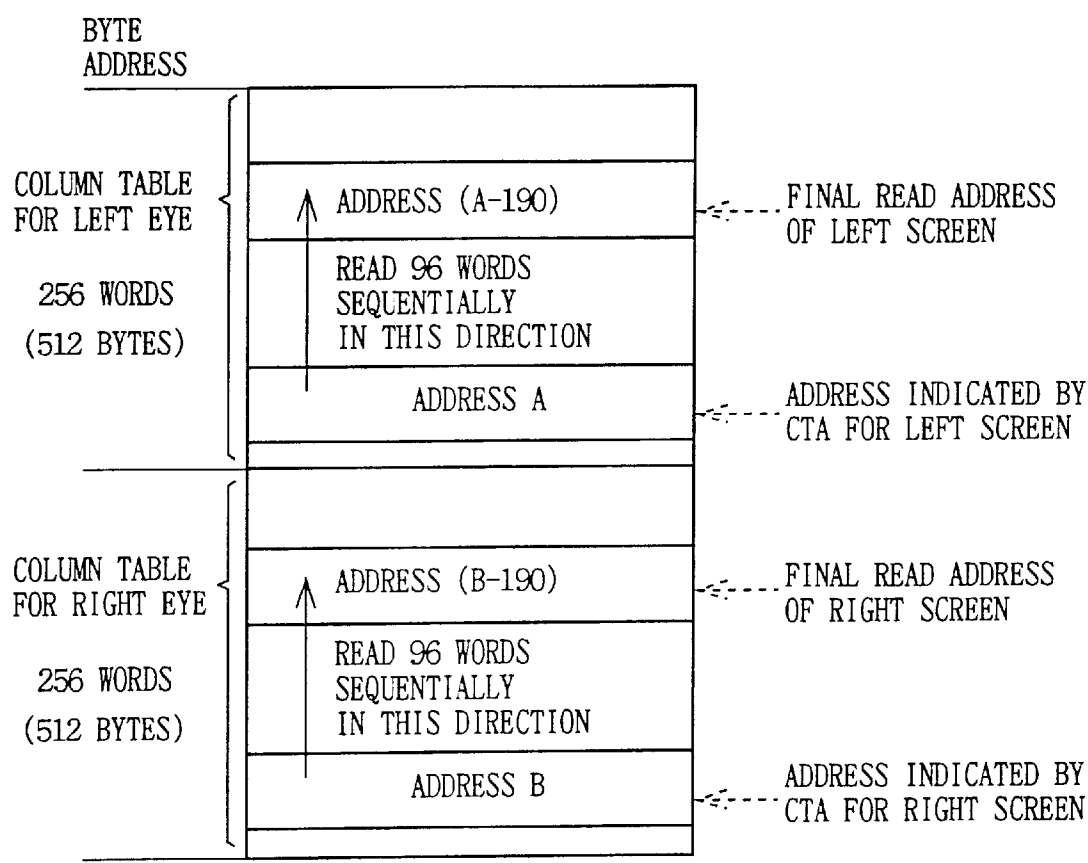 BYTE
ADDRESS
COLUMN TABLE
FOR LEFT EYE
256 WORDS
(512 BYTES)
ADDRESS (A-190)
READ 96 WORDS
SEQUENTIALLY
IN THIS DIRECTION
ADDRESS A
FINAL READ ADDRESS
OF LEFT SCREEN
ADDRESS INDICATED BY
CTA FOR LEFT SCREEN
COLUMN TABLE
FOR RIGHT EYE
256 WORDS
(512 BYTES)
ADDRESS (B-190)
READ 96 WORDS
SEQUENTIALLY
IN THIS DIRECTION
ADDRESS B
FINAL READ ADDRESS
OF RIGHT SCREEN
ADDRESS INDICATED BY
CTA FOR RIGHT SCREEN